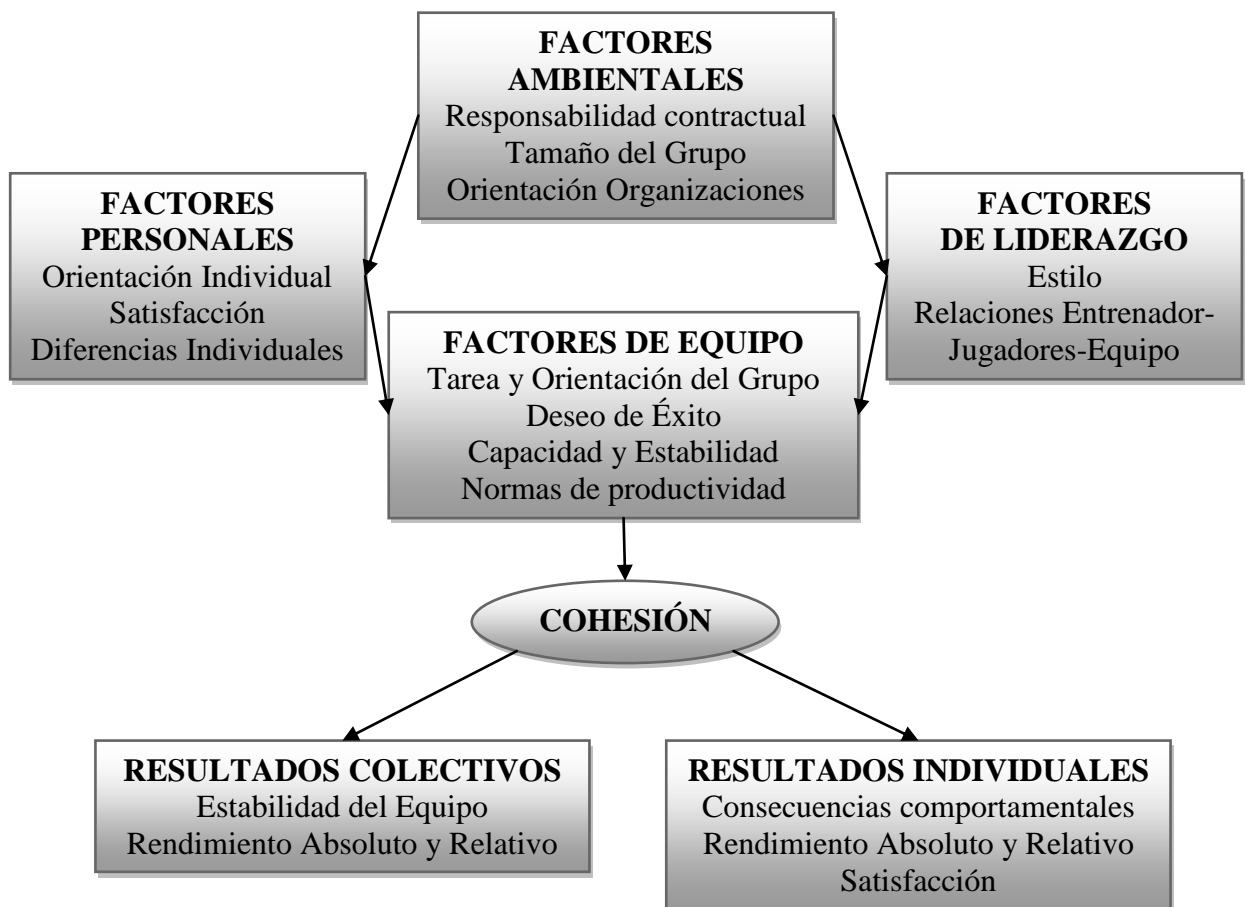 FACTORES
AMBIENTALES
Responsabilidad contractual
Tamaño del Grupo
Orientación Organizaciones
FACTORES
PERSONALES
Orientación Individual
Satisfacción
Diferencias Individuales
FACTORES
DE LIDERAZGO
Estilo
Relaciones Entrenador-
Jugadores-Equipo
FACTORES DE EQUIPO
Tarea y Orientación del Grupo
Deseo de Éxito
Capacidad y Estabilidad
Normas de productividad
COHESIÓN
RESULTADOS COLECTIVOS
Estabilidad del Equipo
Rendimiento Absoluto y Relativo
RESULTADOS INDIVIDUALES
Consecuencias comportamentales
Rendimiento Absoluto y Relativo
Satisfacción